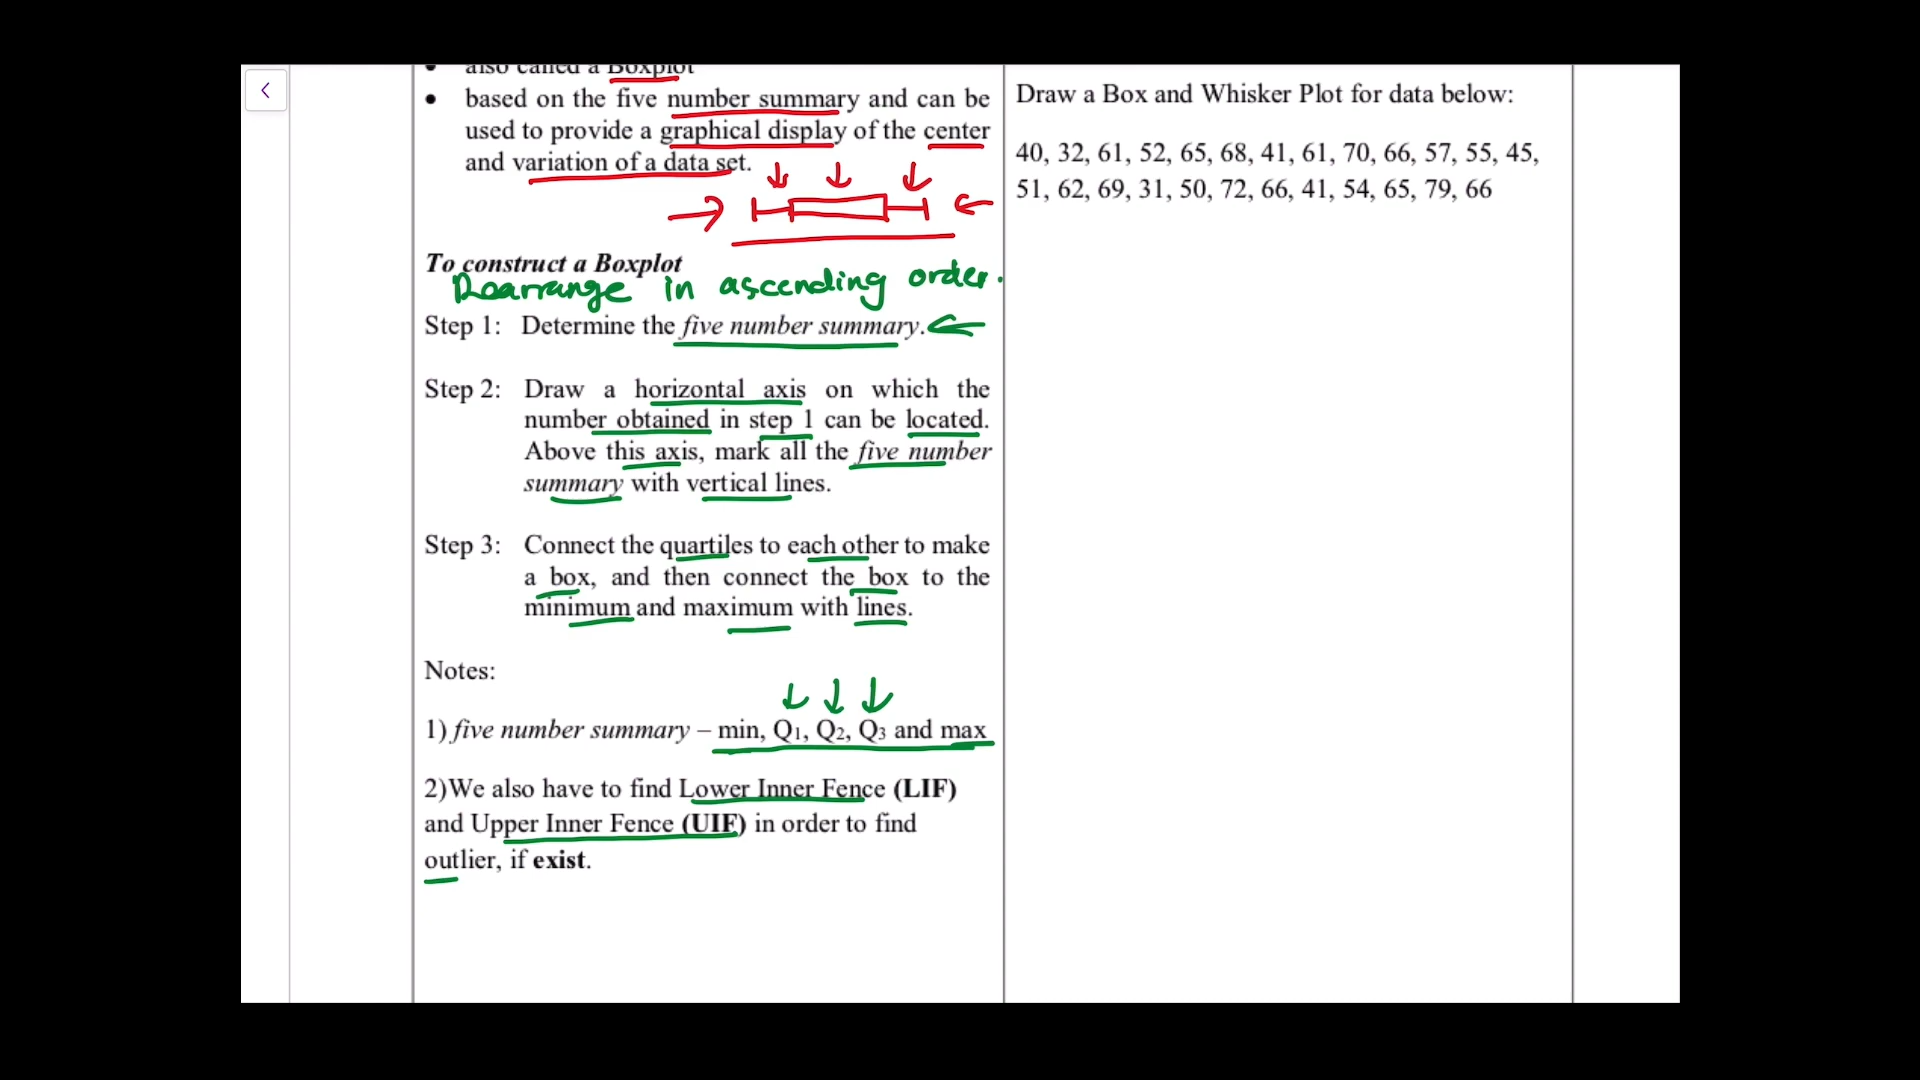 • also called a Boxplot
• based on the five number summary and can be
used to provide a graphical display of the center
and variation of a data set.
To construct a Boxplot
Rearrange in ascending order.
Step 1: Determine the five number summary.
Step 2: Draw a horizontal axis on which the
number obtained in step 1 can be located.
Above this axis, mark all the five number
summary with vertical lines.
Step 3: Connect the quartiles to each other to make
a box, and then connect the box to the
minimum and maximum with lines.
Notes:
1) five number summary – min, Q1, Q2, Q3 and max
2)We also have to find Lower Inner Fence (LIF)
and Upper Inner Fence (UIF) in order to find
outlier, if exist.
Draw a Box and Whisker Plot for data below:
40, 32, 61, 52, 65, 68, 41, 61, 70, 66, 57, 55, 45,
51, 62, 69, 31, 50, 72, 66, 41, 54, 65, 79, 66